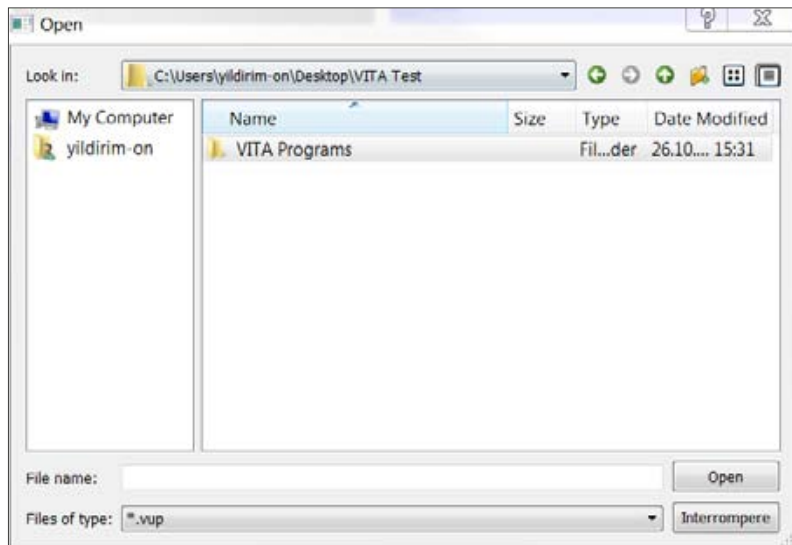 Open
Look in: C:\Users\yildirim-on\Desktop\VITA Test
My Computer
yildirim-on
Name Size Type Date Modified
VITA Programs Fil...der 26.10.... 15:31
File name: Open
Files of type: *.vup Interrompere